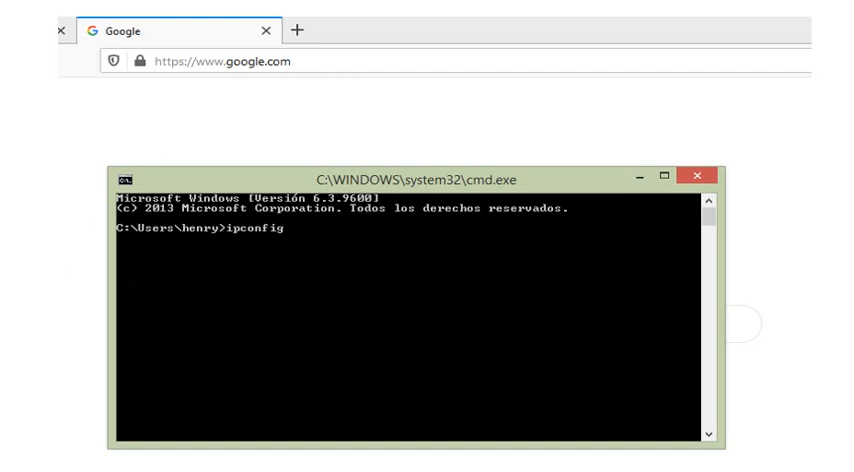 Google
https://www.google.com
C:\WINDOWS\system32\cmd.exe
Microsoft Windows [Versión 6.3.9600]
(c) 2013 Microsoft Corporation. Todos los derechos reservados.
C:\Users\henry>ipconfig